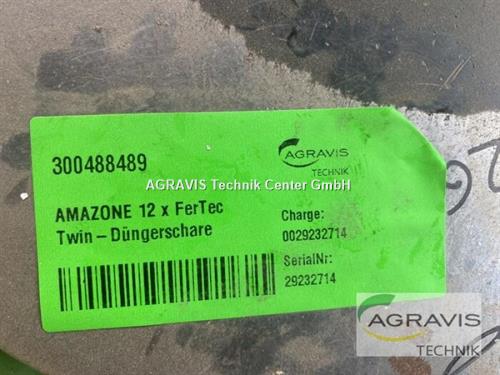 300488489
AGRAVIS
TECHNIK
AGRAVIS Technik Center GmbH
AMAZONE 12 x FerTec
Twin-Düngerschare
Charge:
0029232714
SerialNr:
29232714
AGRAVIS
TECHNIK